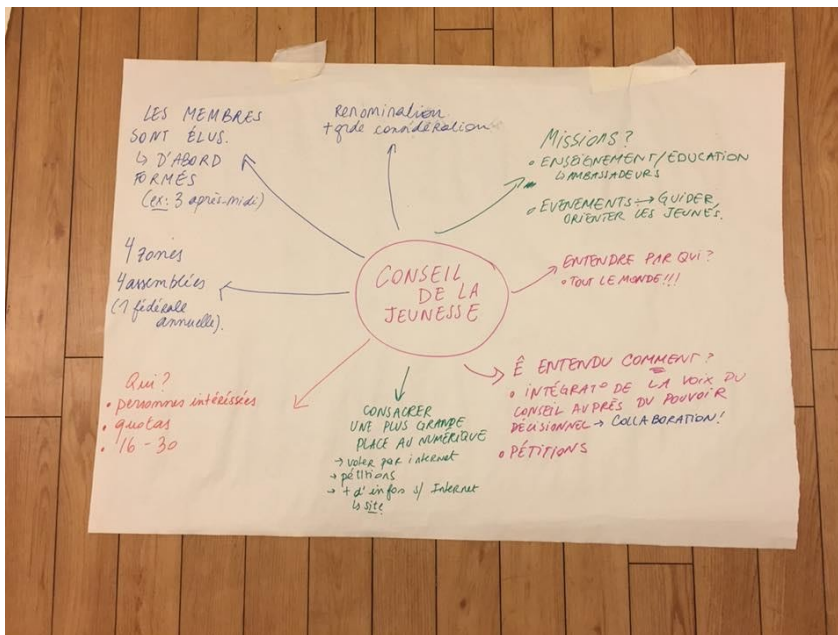 LES MEMBRES
SONT ÉLUS.
↳ D'ABORD
FORMÉS
(ex: 3 après-midi)
Renomination
+ grde considération
Missions?
• ENSEIGNEMENT/ÉDUCATION
↳ AMBASSADEURS
• EVENEMENTS → GUIDER,
ORIENTER LES JEUNES.
4 zones
4 assemblées
(1 fédérale
annuelle).
CONSEIL
DE LA
JEUNESSE
ENTENDRE PAR QUI?
• TOUT LE MONDE!!!
Qui?
• personnes intéréssées
• quotas
• 16 - 30
CONSACRER
UNE PLUS GRANDE
PLACE AU NUMÉRIQUE
→ voter par internet
→ pétitions
→ + d'infos s/ Internet
↳ site
Ê ENTENDU COMMENT?
• INTÉGRATº DE LA VOIX DU
CONSEIL AUPRÈS DU POUVOIR
DÉCISIONNEL → COLLABORATION!
• PÉTITIONS